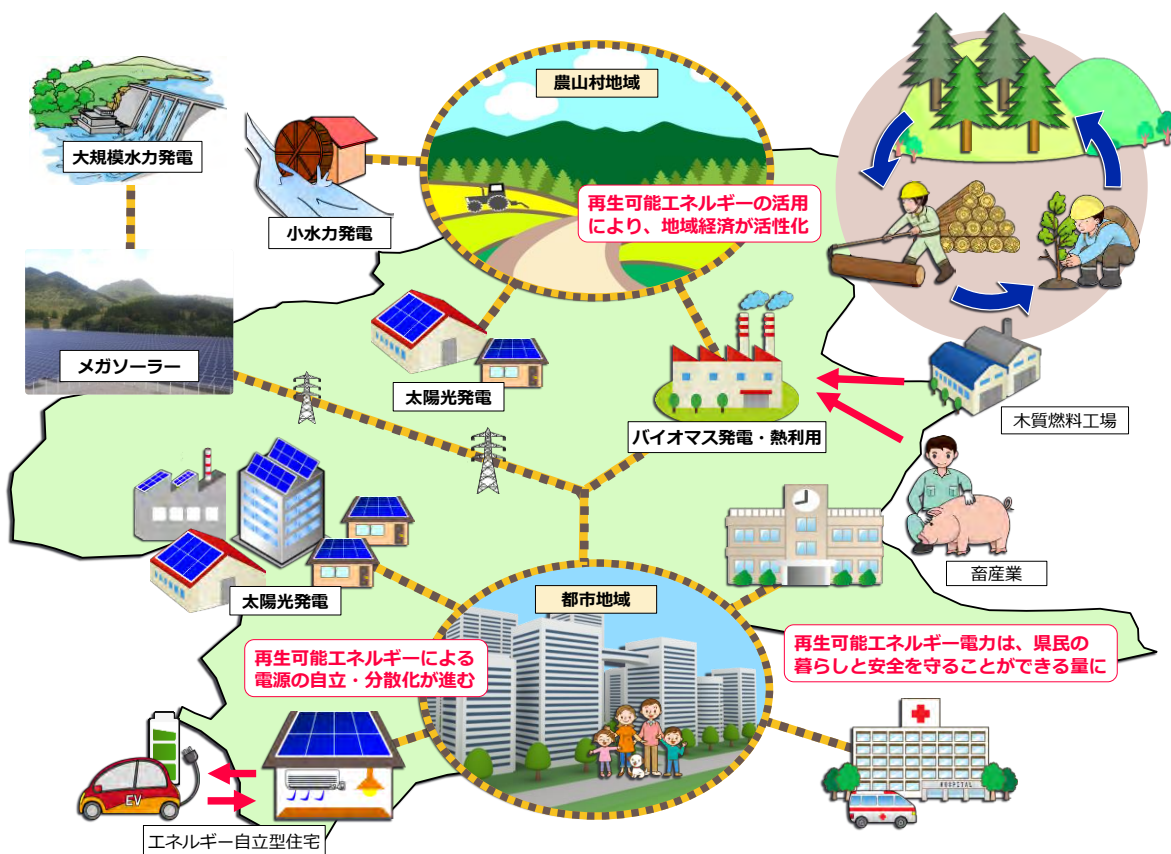 農山村地域
大規模水力発電
小水力発電
再生可能エネルギーの活用
により、地域経済が活性化
メガソーラー
太陽光発電
バイオマス発電・熱利用
木質燃料工場
畜産業
太陽光発電
都市地域
再生可能エネルギーによる
電源の自立・分散化が進む
再生可能エネルギー電力は、県民の
暮らしと安全を守ることができる量に
EV
HOSPITAL
エネルギー自立型住宅